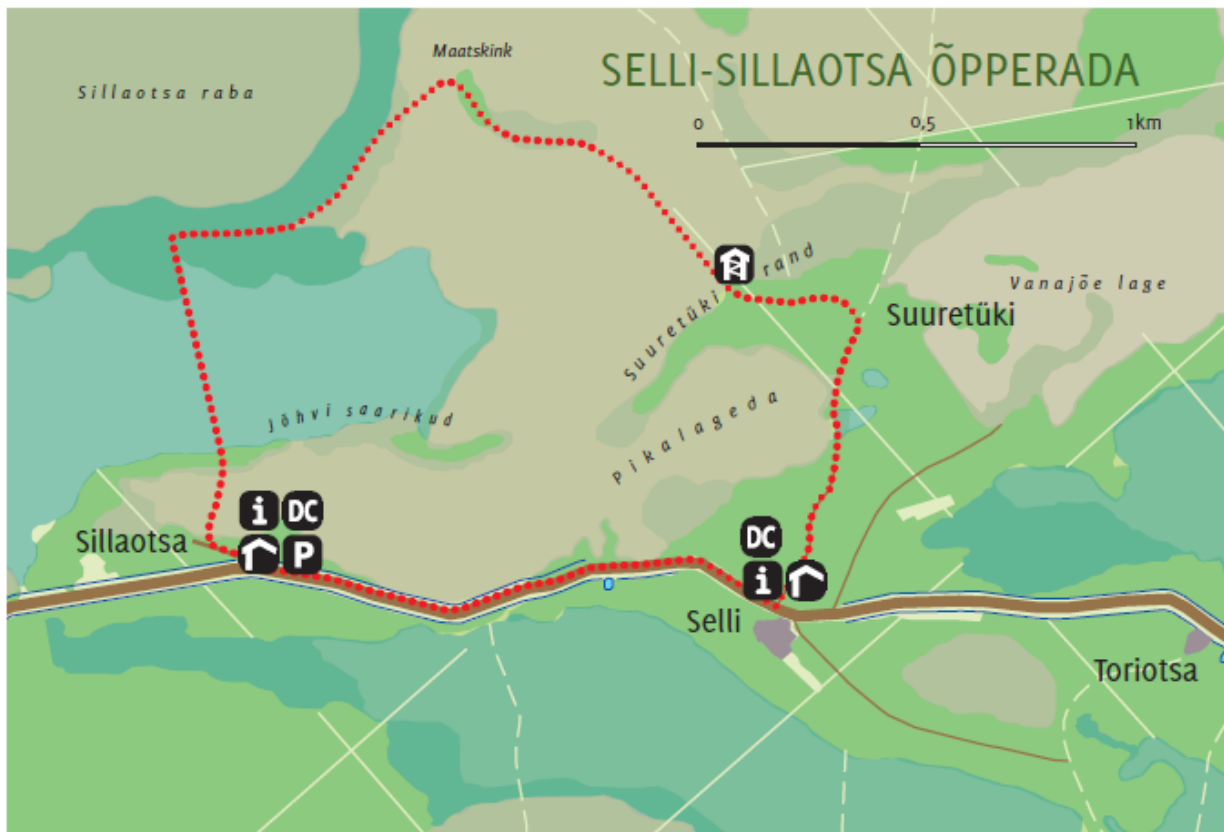 Maatskink
SELLI-SILLAOTSA ÕPPERADA
Sillaotsa raba
0 0,5 1km
Suuretüki rand
Vanajõe lage
Suuretüki
Jõhvi saarikud
Pikalageda
i DC
Sillaotsa
P
DC
i
Selli
Toriotsa